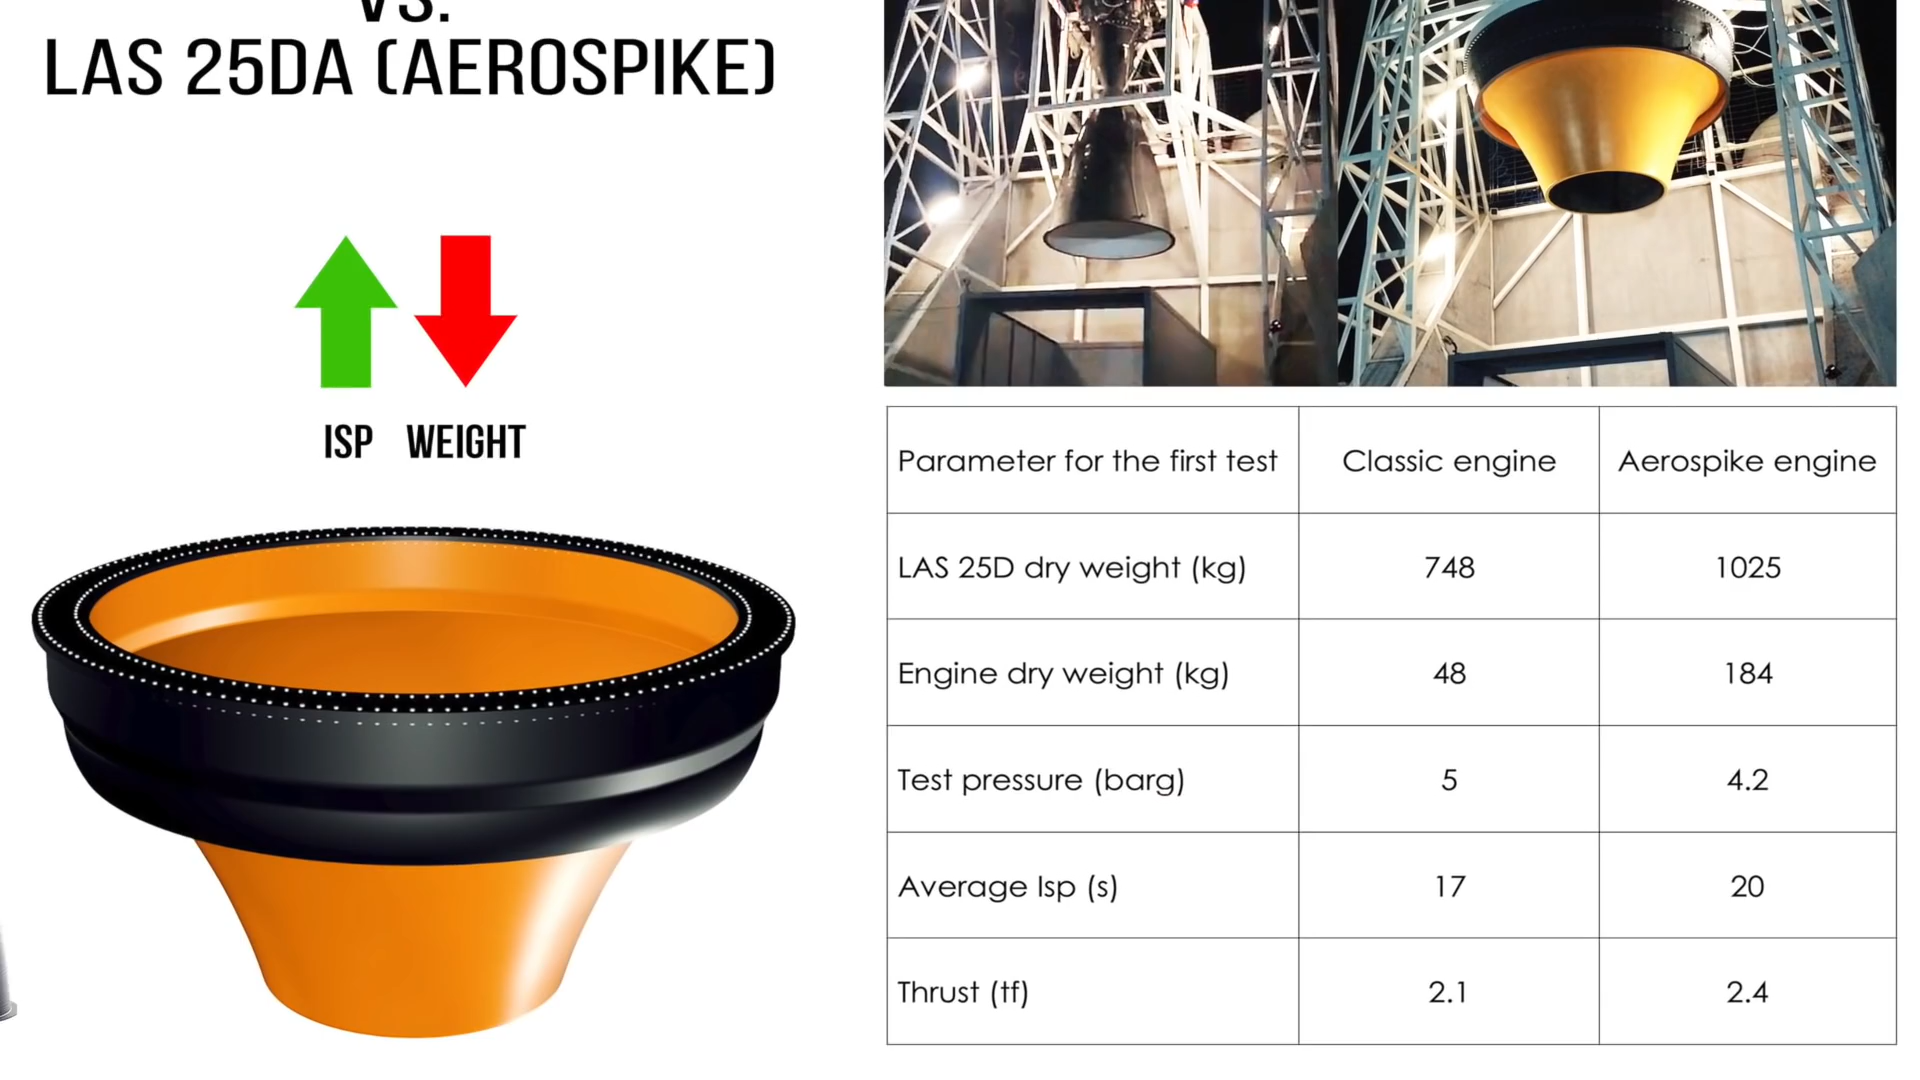 VS.
LAS 25DA (AEROSPIKE)
ISP WEIGHT
Parameter for the first test Classic engine Aerospike engine
LAS 25D dry weight (kg) 748 1025
Engine dry weight (kg) 48 184
Test pressure (barg) 5 4.2
Average Isp (s) 17 20
Thrust (tf) 2.1 2.4